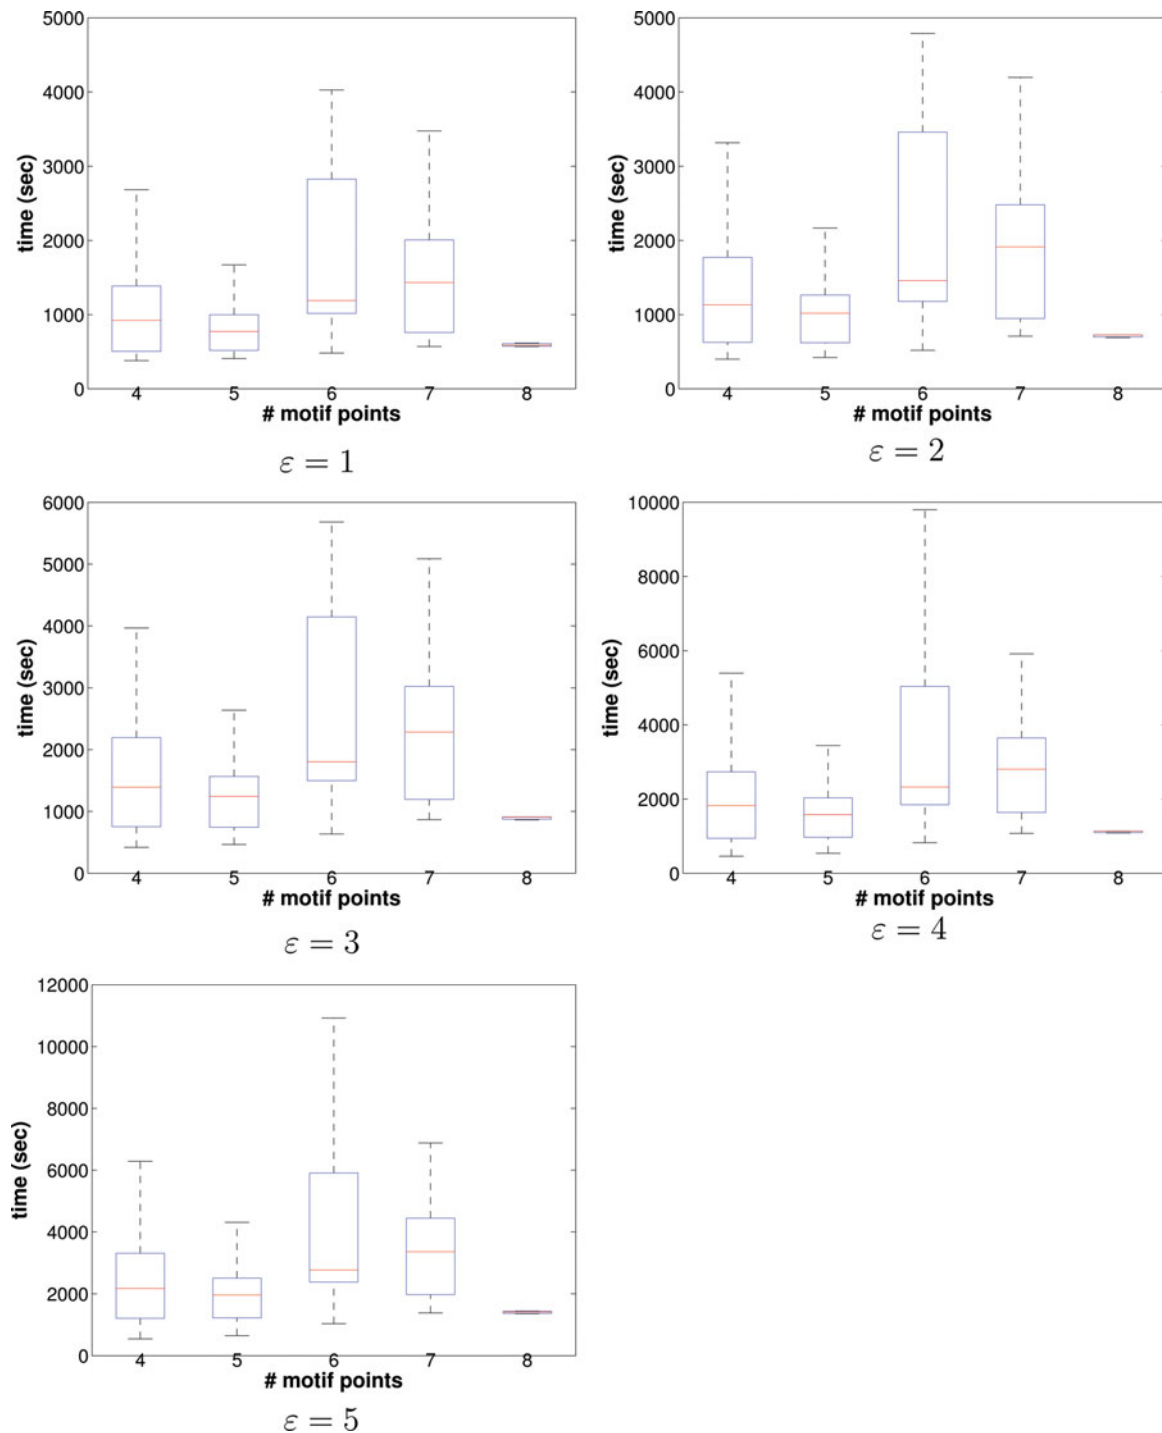 5000
4000
3000
2000
1000
0
time (sec)
4 5 6 7 8
# motif points
ε = 1
5000
4000
3000
2000
1000
0
time (sec)
4 5 6 7 8
# motif points
ε = 2
6000
5000
4000
3000
2000
1000
0
time (sec)
4 5 6 7 8
# motif points
ε = 3
10000
8000
6000
4000
2000
0
time (sec)
4 5 6 7 8
# motif points
ε = 4
12000
10000
8000
6000
4000
2000
0
time (sec)
4 5 6 7 8
# motif points
ε = 5